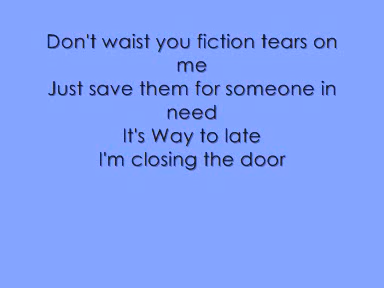 Don't waist you fiction tears on
me
Just save them for someone in
need
It's Way to late
I'm closing the door